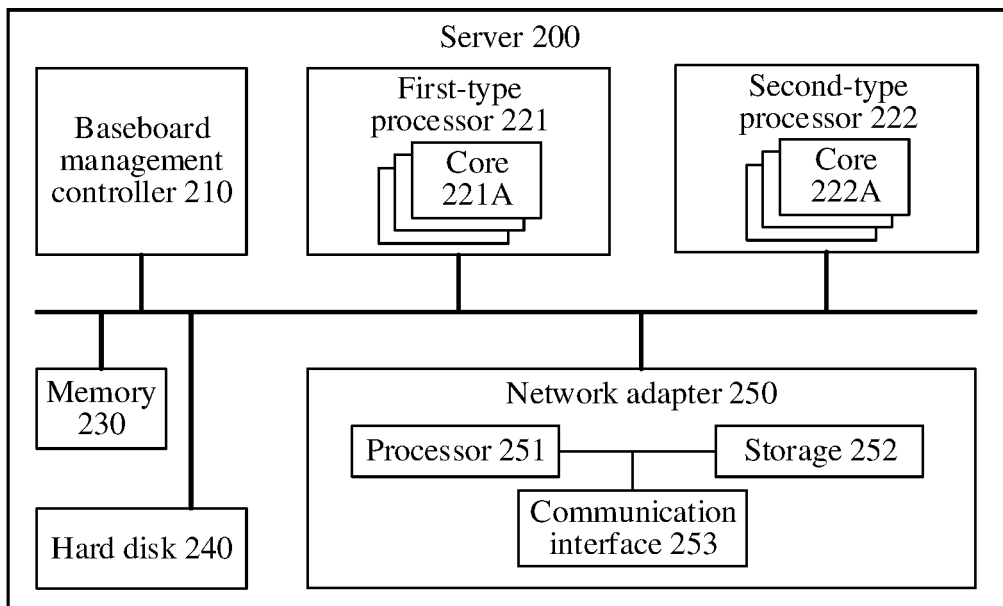 Server 200
Baseboard
management
controller 210
First-type
processor 221
Core
221A
Second-type
processor 222
Core
222A
Memory
230
Hard disk 240
Network adapter 250
Processor 251
Storage 252
Communication
interface 253